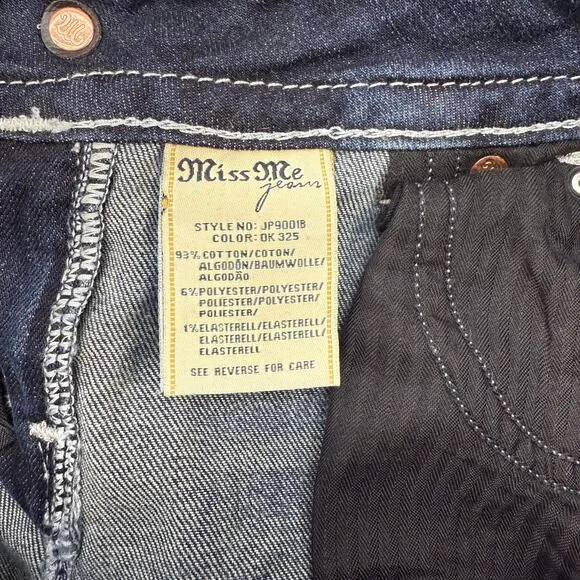 Miss Me
jeans
STYLE NO: JP9001B
COLOR: DK 325
93% COTTON/COTON/
ALGODÓN/BAUMWOLLE/
ALGODÃO
6% POLYESTER/POLYESTER/
POLIESTER/POLYESTER/
POLIESTER/
1% ELASTERELL/ELASTERELL/
ELASTERELL/ELASTERELL/
ELASTERELL
SEE REVERSE FOR CARE